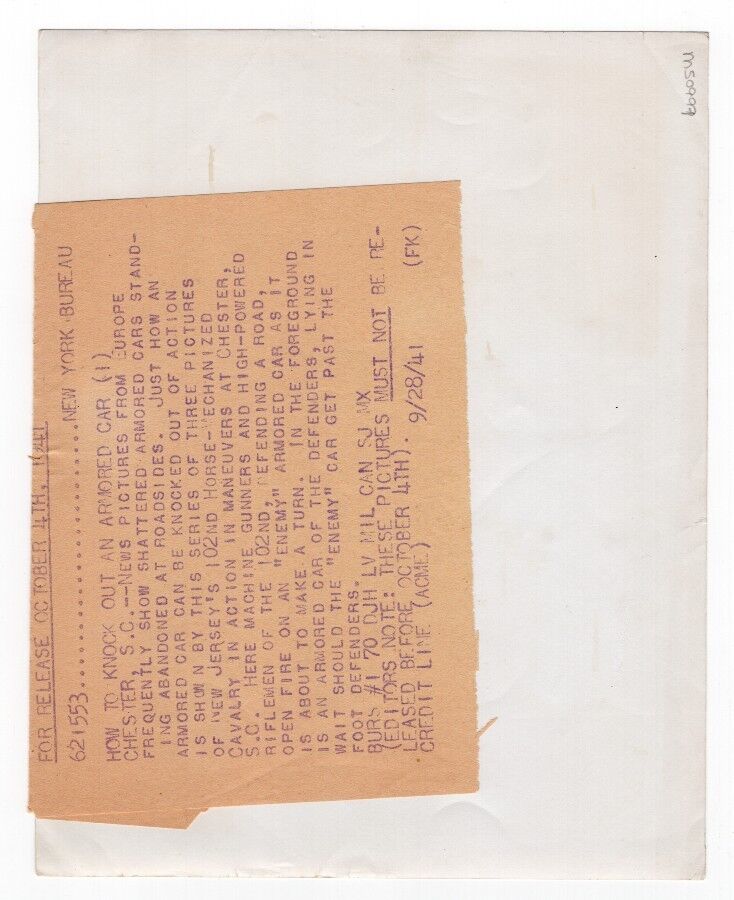 FOR RELEASE OCTOBER 4TH, 1941
621553..............................NEW YORK BUREAU
HOW TO KNOCK OUT AN ARMORED CAR (1)
CHESTER, S.C.--NEWS PICTURES FROM EUROPE
FREQUENTLY SHOW SHATTERED ARMORED CARS STAND-
ING ABANDONED AT ROADSIDES. JUST HOW AN
ARMORED CAR CAN BE KNOCKED OUT OF ACTION
IS SHOWN BY THIS SERIES OF THREE PICTURES
OF NEW JERSEY'S 102ND HORSE-MECHANIZED
CAVALRY IN ACTION IN MANEUVERS AT CHESTER,
S.C. HERE MACHINE GUNNERS AND HIGH-POWERED
RIFLEMEN OF THE 102ND, DEFENDING A ROAD,
OPEN FIRE ON AN "ENEMY" ARMORED CAR AS IT
IS ABOUT TO MAKE A TURN. IN THE FOREGROUND
IS AN ARMORED CAR OF THE DEFENDERS, LYING IN
WAIT SHOULD THE "ENEMY" CAR GET PAST THE
FOOT DEFENDERS.
BURS #1 70 DJH LV MIL CAN SJ MX
(EDITORS NOTE: THESE PICTURES MUST NOT BE RE-
LEASED BEFORE OCTOBER 4TH).
CREDIT LINE (ACME) 9/28/41 (FK)